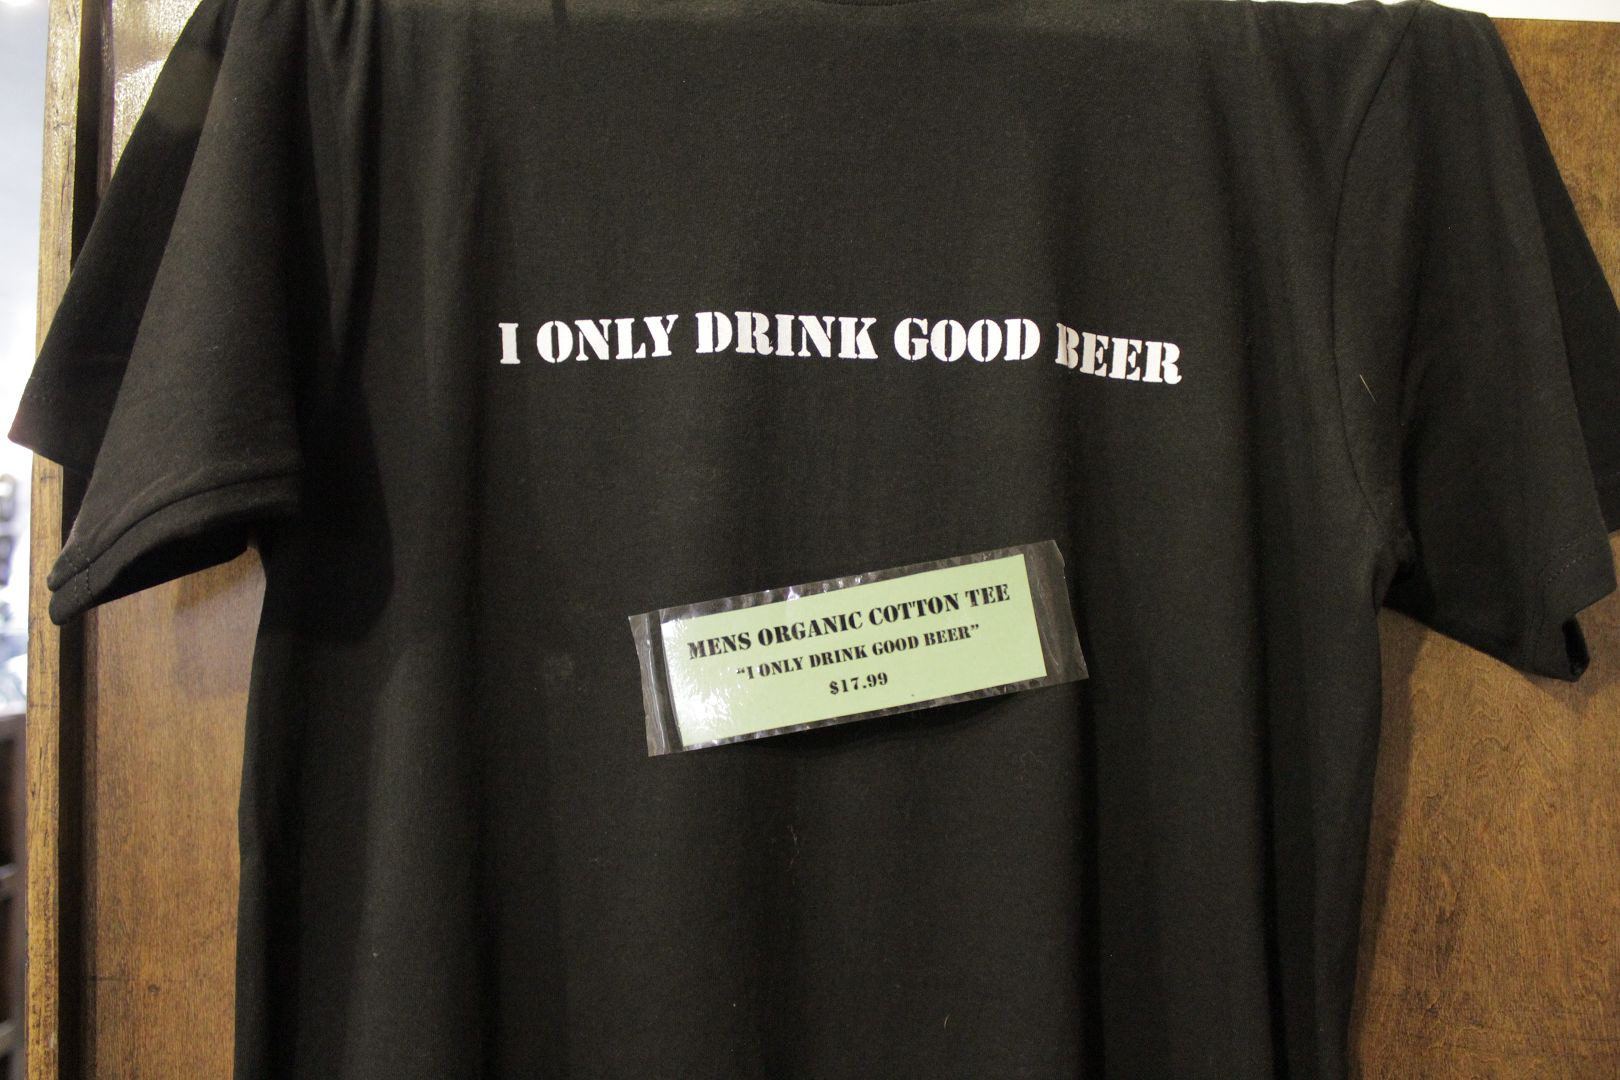 I ONLY DRINK GOOD BEER
MENS ORGANIC COTTON TEE
“I ONLY DRINK GOOD BEER”
$17.99